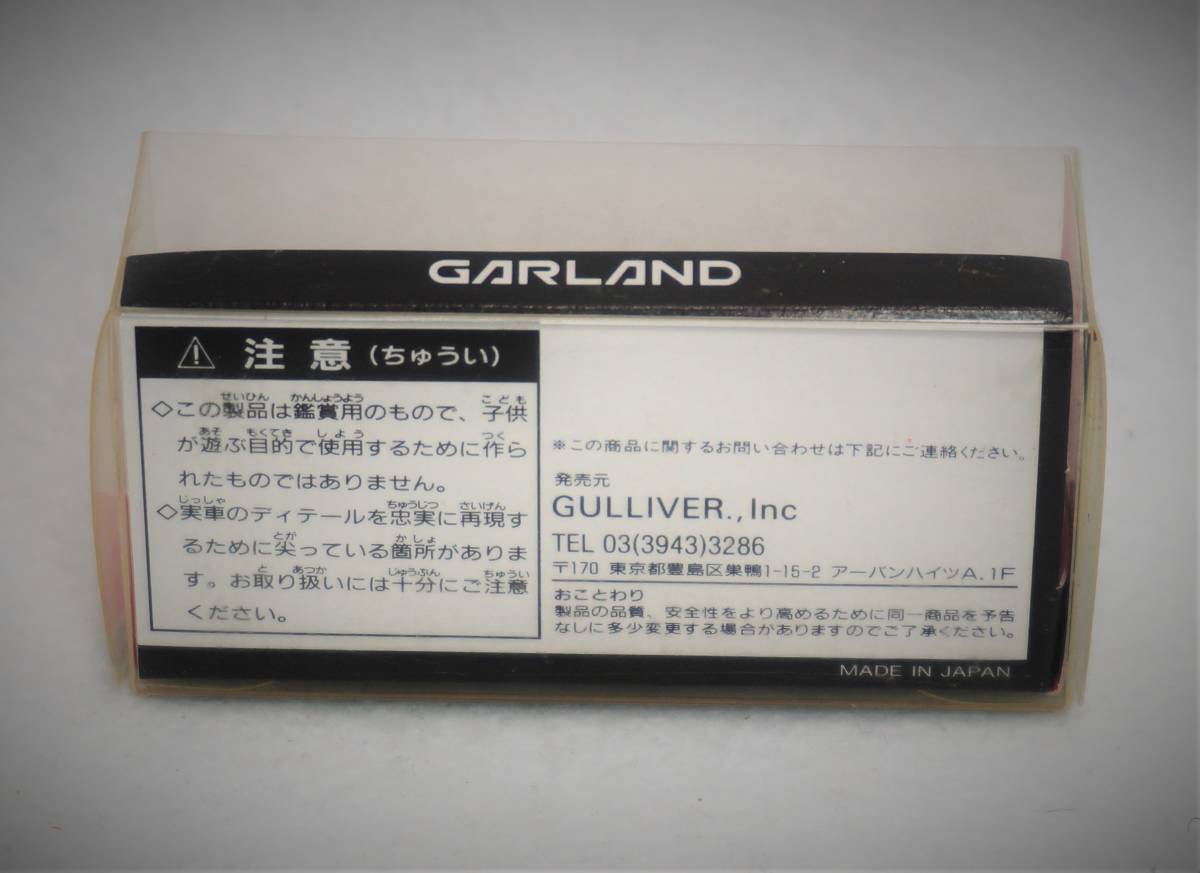 GARLAND
注意(ちゅうい)
◇この製品は鑑賞用のもので、子供
が遊ぶ目的で使用するために作ら
れたものではありません。
◇実車のディテールを忠実に再現す
るために尖っている箇所がありま
す。お取り扱いには十分にご注意
ください。
※この商品に関するお問い合わせは下記にご連絡ください。
発売元
GULLIVER.,Inc
TEL 03(3943)3286
〒170 東京都豊島区巣鴨1-15-2 アーバンハイツA.1F
おことわり
製品の品質、安全性をより高めるために同一商品を予告
なしに多少変更する場合がありますのでご了承ください。
MADE IN JAPAN